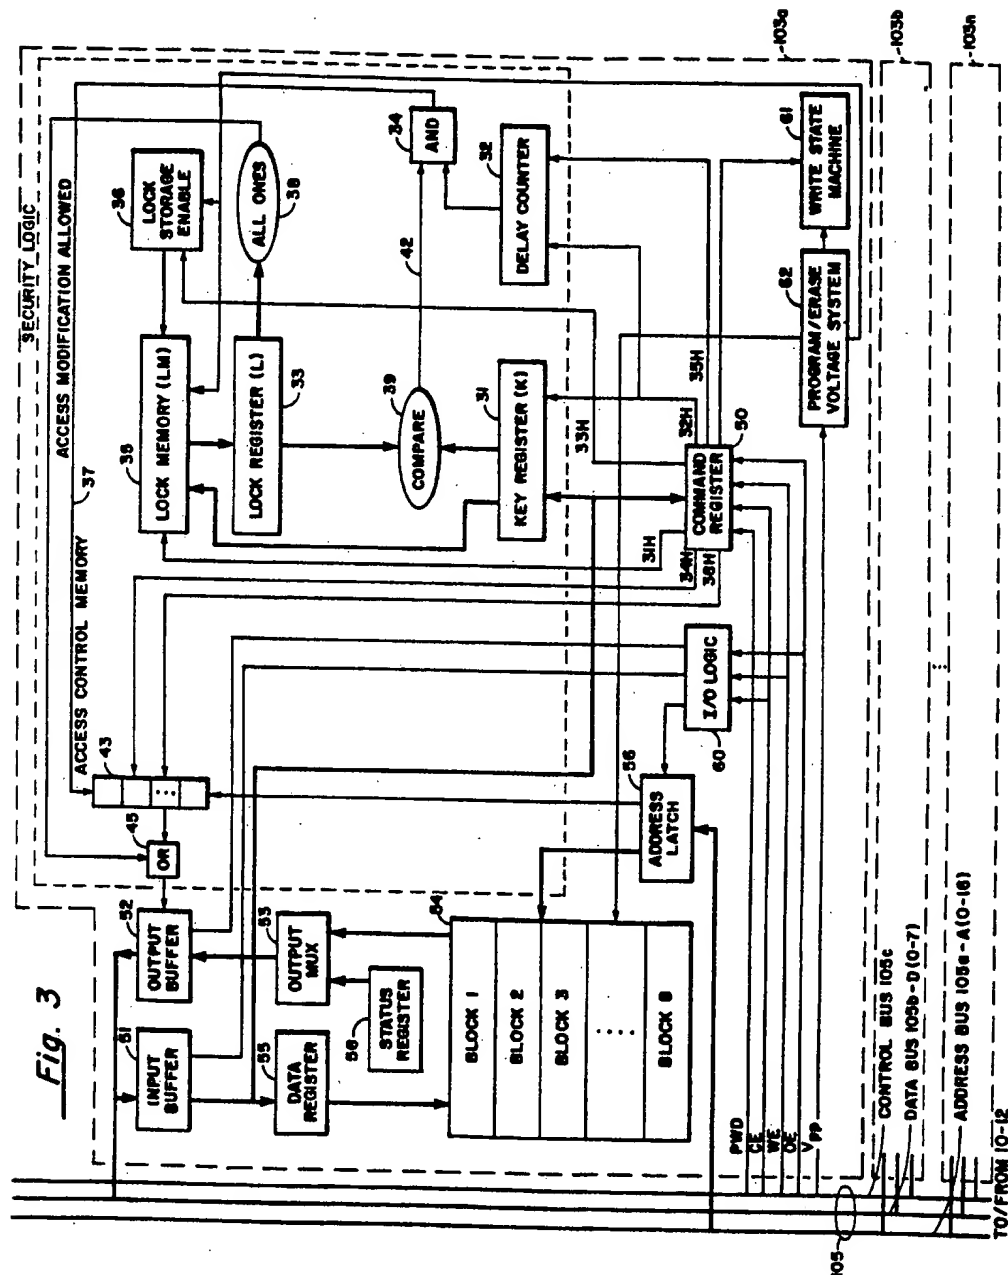 Fig. 3
SECURITY LOGIC
ACCESS MODIFICATION ALLOWED
37
ACCESS CONTROL MEMORY
43
45
OR
36
LOCK
STORAGE
ENABLE
35
LOCK MEMORY (LM)
38
ALL ONES
33
LOCK REGISTER (L)
34
AND
42
39
COMPARE
32
DELAY COUNTER
31
KEY REGISTER (K)
33H
35H
32H
31H
34H
36H
50
COMMAND
REGISTER
61
WRITE STATE
MACHINE
62
PROGRAM/ERASE
VOLTAGE SYSTEM
51
INPUT
BUFFER
52
OUTPUT
BUFFER
53
OUTPUT
MUX
55
DATA
REGISTER
56
STATUS
REGISTER
54
BLOCK 1
BLOCK 2
BLOCK 3
....
BLOCK 8
56
ADDRESS
LATCH
60
I/O LOGIC
PWD
CE
WE
OE
VPP
103a
103b
103n
105
CONTROL BUS 105c
DATA BUS 105b-D(0-7)
ADDRESS BUS 105a-A(0-16)
TO/FROM 10-12